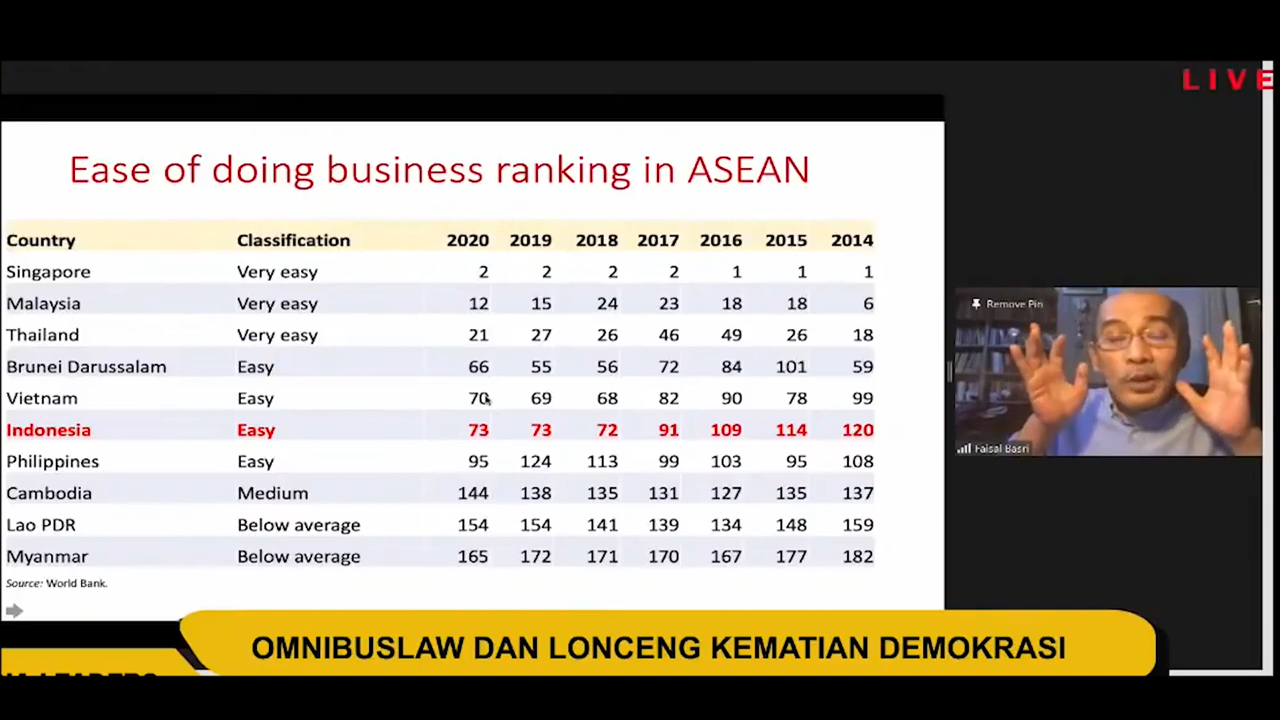 LIVE
Ease of doing business ranking in ASEAN
Country Classification 2020 2019 2018 2017 2016 2015 2014
Singapore Very easy 2 2 2 2 1 1 1
Malaysia Very easy 12 15 24 23 18 18 6
Thailand Very easy 21 27 26 46 49 26 18
Brunei Darussalam Easy 66 55 56 72 84 101 59
Vietnam Easy 70 69 68 82 90 78 99
Indonesia Easy 73 73 72 91 109 114 120
Philippines Easy 95 124 113 99 103 95 108
Cambodia Medium 144 138 135 131 127 135 137
Lao PDR Below average 154 154 141 139 134 148 159
Myanmar Below average 165 172 171 170 167 177 182
Source: World Bank.
Remove Pin
Faisal Basri
OMNIBUSLAW DAN LONCENG KEMATIAN DEMOKRASI